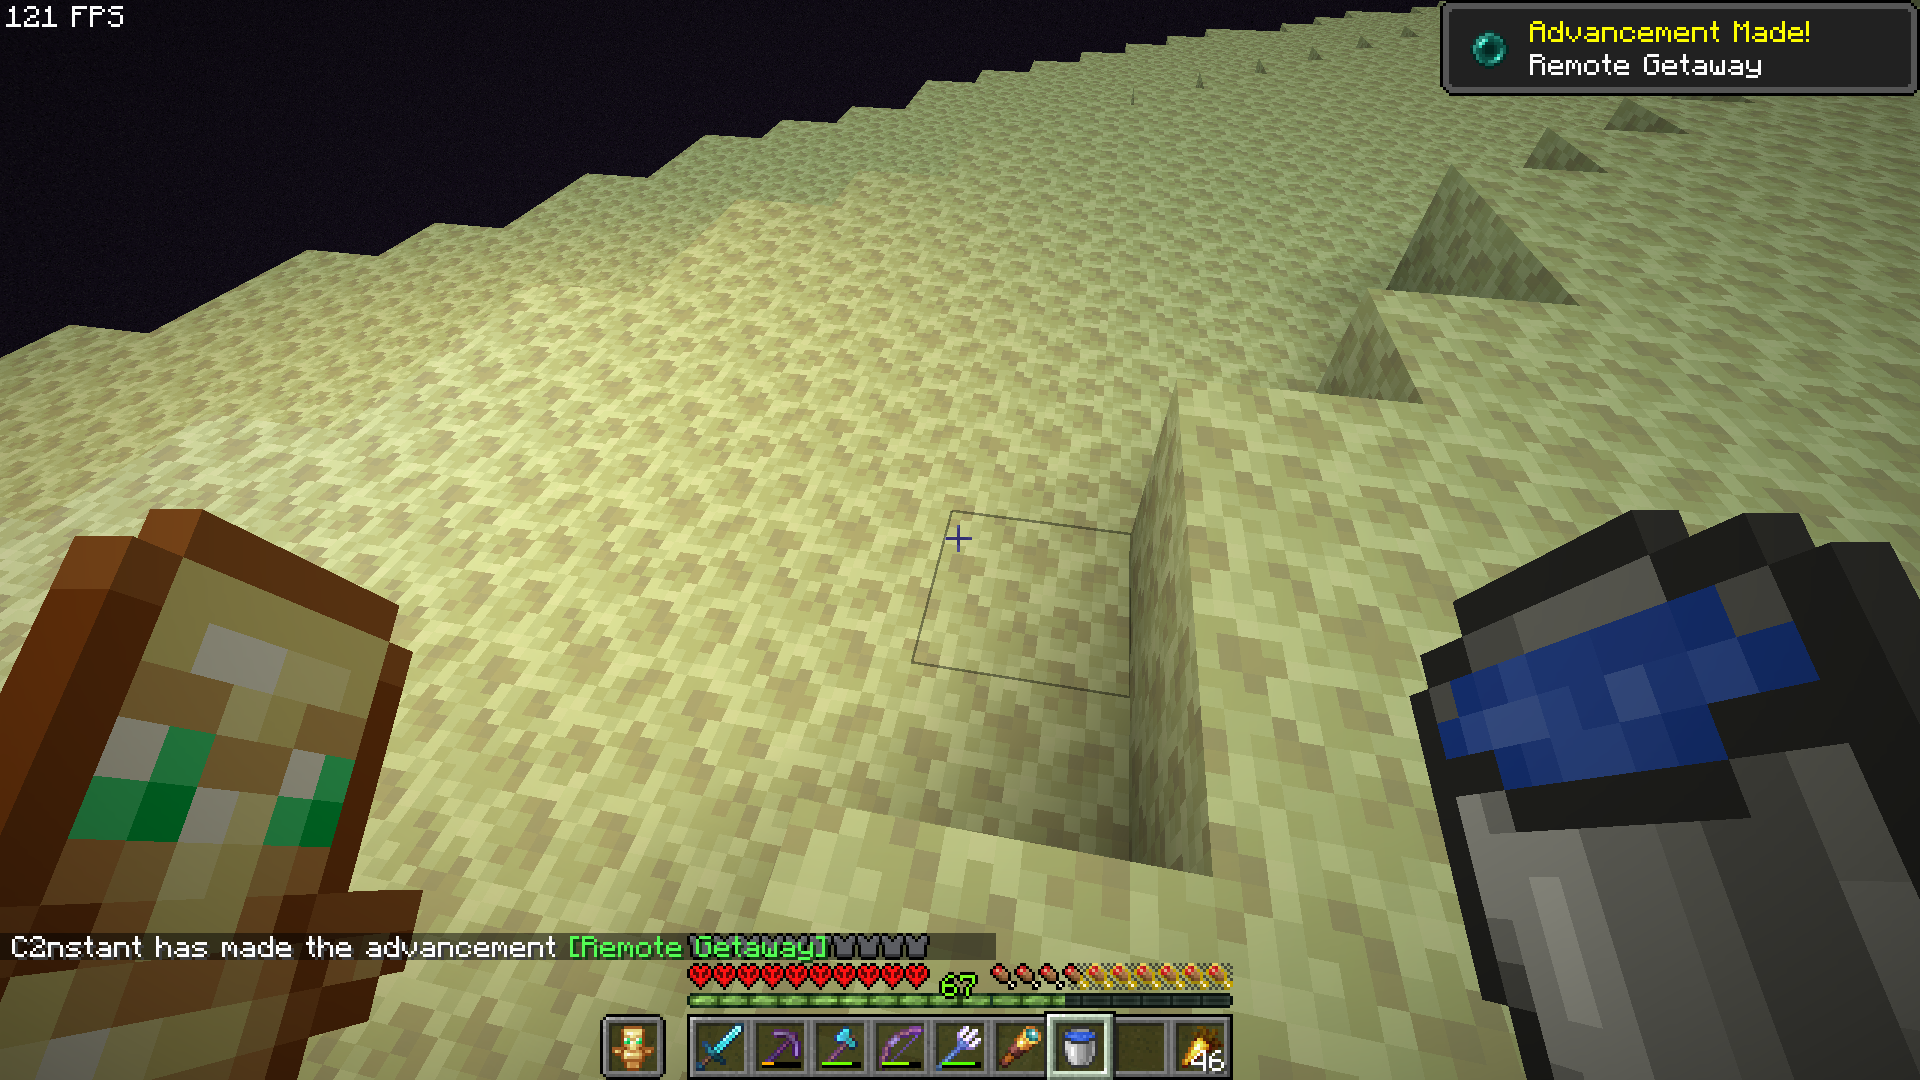 121 FPS
Advancement Made!
Remote Getaway
C2nstant has made the advancement [Remote Getaway]
67
46